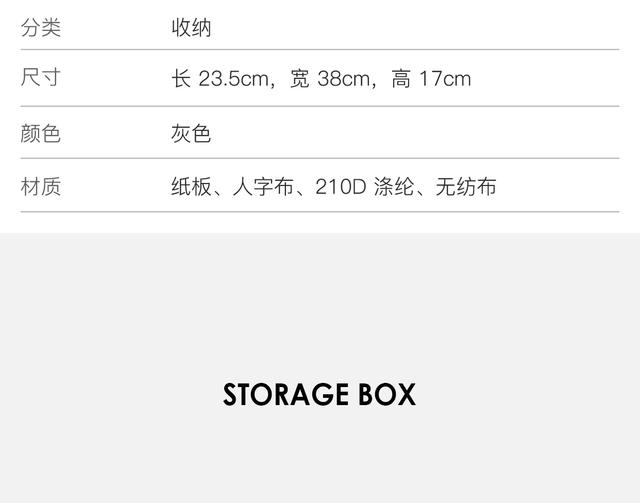 分类 收纳
尺寸 长 23.5cm，宽 38cm，高 17cm
颜色 灰色
材质 纸板、人字布、210D 涤纶、无纺布
STORAGE BOX